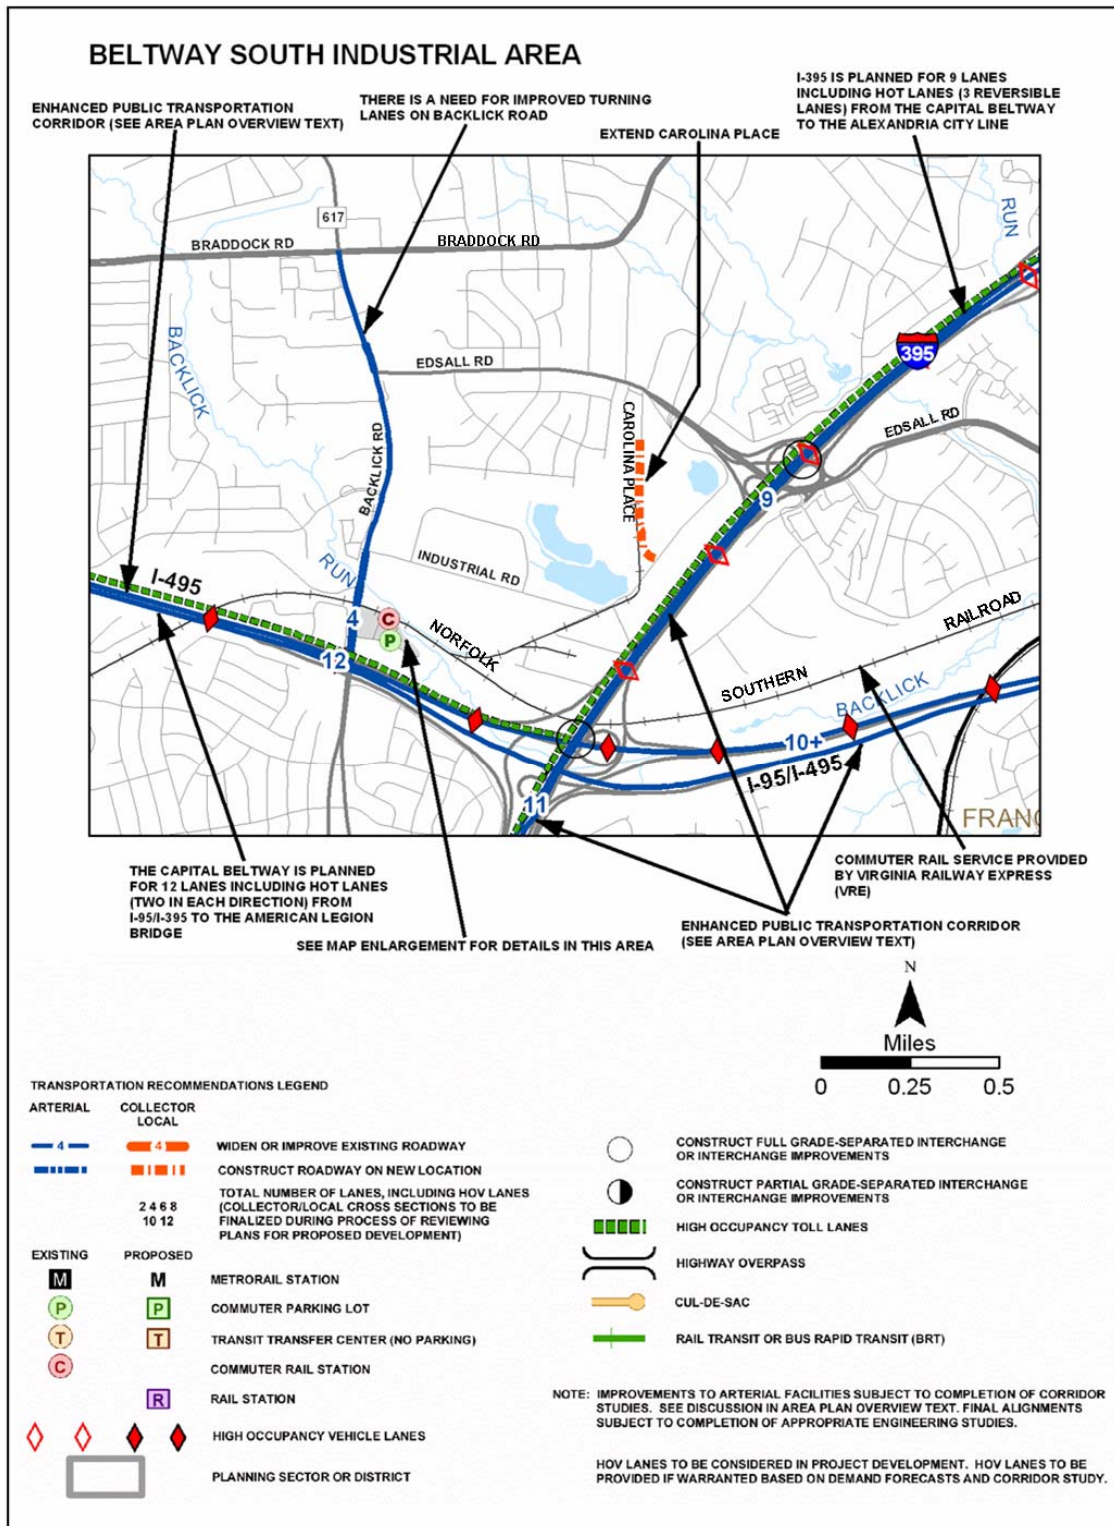 BELTWAY SOUTH INDUSTRIAL AREA
ENHANCED PUBLIC TRANSPORTATION
CORRIDOR (SEE AREA PLAN OVERVIEW TEXT)
THERE IS A NEED FOR IMPROVED TURNING
LANES ON BACKLICK ROAD
EXTEND CAROLINA PLACE
I-395 IS PLANNED FOR 9 LANES
INCLUDING HOT LANES (3 REVERSIBLE
LANES) FROM THE CAPITAL BELTWAY
TO THE ALEXANDRIA CITY LINE
617
BRADDOCK RD
BRADDOCK RD
RUN
BACKLICK
EDSALL RD
395
CAROLINA PLACE
EDSALL RD
BACKLICK RD
9
INDUSTRIAL RD
RUN
I-495
4
C
P
NORFOLK
12
RAILROAD
SOUTHERN
BACKLICK
10+
I-95/I-495
11
FRANC
THE CAPITAL BELTWAY IS PLANNED
FOR 12 LANES INCLUDING HOT LANES
(TWO IN EACH DIRECTION) FROM
I-95/I-395 TO THE AMERICAN LEGION
BRIDGE
SEE MAP ENLARGEMENT FOR DETAILS IN THIS AREA
COMMUTER RAIL SERVICE PROVIDED
BY VIRGINIA RAILWAY EXPRESS
(VRE)
ENHANCED PUBLIC TRANSPORTATION CORRIDOR
(SEE AREA PLAN OVERVIEW TEXT)
N
Miles
0 0.25 0.5
TRANSPORTATION RECOMMENDATIONS LEGEND
ARTERIAL
COLLECTOR
LOCAL
4 4 WIDEN OR IMPROVE EXISTING ROADWAY
CONSTRUCT ROADWAY ON NEW LOCATION
2 4 6 8
10 12
TOTAL NUMBER OF LANES, INCLUDING HOV LANES
(COLLECTOR/LOCAL CROSS SECTIONS TO BE
FINALIZED DURING PROCESS OF REVIEWING
PLANS FOR PROPOSED DEVELOPMENT)
EXISTING PROPOSED
M M METRORAIL STATION
P P COMMUTER PARKING LOT
T T TRANSIT TRANSFER CENTER (NO PARKING)
C COMMUTER RAIL STATION
R RAIL STATION
HIGH OCCUPANCY VEHICLE LANES
PLANNING SECTOR OR DISTRICT
CONSTRUCT FULL GRADE-SEPARATED INTERCHANGE
OR INTERCHANGE IMPROVEMENTS
CONSTRUCT PARTIAL GRADE-SEPARATED INTERCHANGE
OR INTERCHANGE IMPROVEMENTS
HIGH OCCUPANCY TOLL LANES
HIGHWAY OVERPASS
CUL-DE-SAC
RAIL TRANSIT OR BUS RAPID TRANSIT (BRT)
NOTE: IMPROVEMENTS TO ARTERIAL FACILITIES SUBJECT TO COMPLETION OF CORRIDOR
STUDIES. SEE DISCUSSION IN AREA PLAN OVERVIEW TEXT. FINAL ALIGNMENTS
SUBJECT TO COMPLETION OF APPROPRIATE ENGINEERING STUDIES.
HOV LANES TO BE CONSIDERED IN PROJECT DEVELOPMENT. HOV LANES TO BE
PROVIDED IF WARRANTED BASED ON DEMAND FORECASTS AND CORRIDOR STUDY.